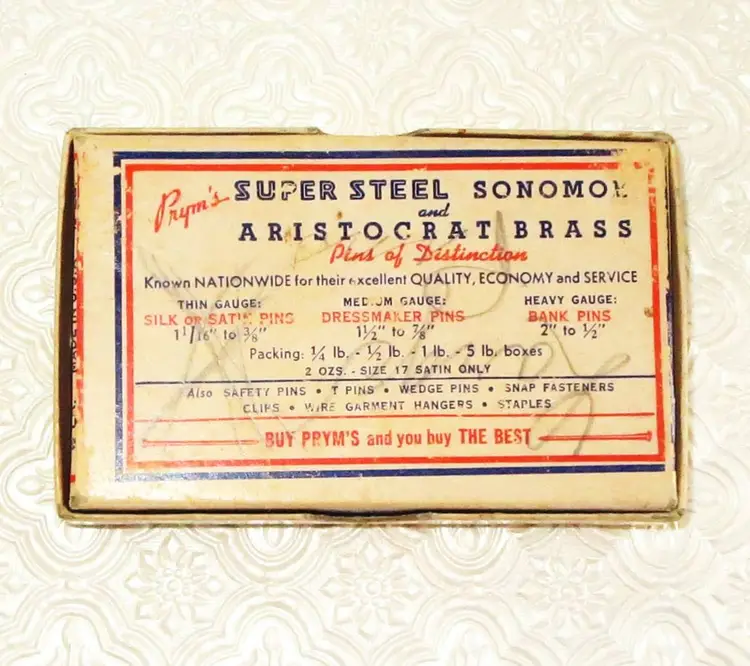 Prym's SUPER STEEL SONOMOR
and
ARISTOCRAT BRASS
Pins of Distinction
Known NATIONWIDE for their excellent QUALITY, ECONOMY and SERVICE
THIN GAUGE: MEDIUM GAUGE: HEAVY GAUGE:
SILK OR SATIN PINS DRESSMAKER PINS BANK PINS
1 1/16" to 3/8" 1 1/2" to 7/8" 2" to 1/2"
Packing: 1/4 lb. - 1/2 lb. - 1 lb. - 5 lb. boxes
2 OZS. - SIZE 17 SATIN ONLY
Also SAFETY PINS • T PINS • WEDGE PINS • SNAP FASTENERS
CLIPS • WIRE GARMENT HANGERS • STAPLES
BUY PRYM'S and you buy THE BEST
MADE IN U.S.A.